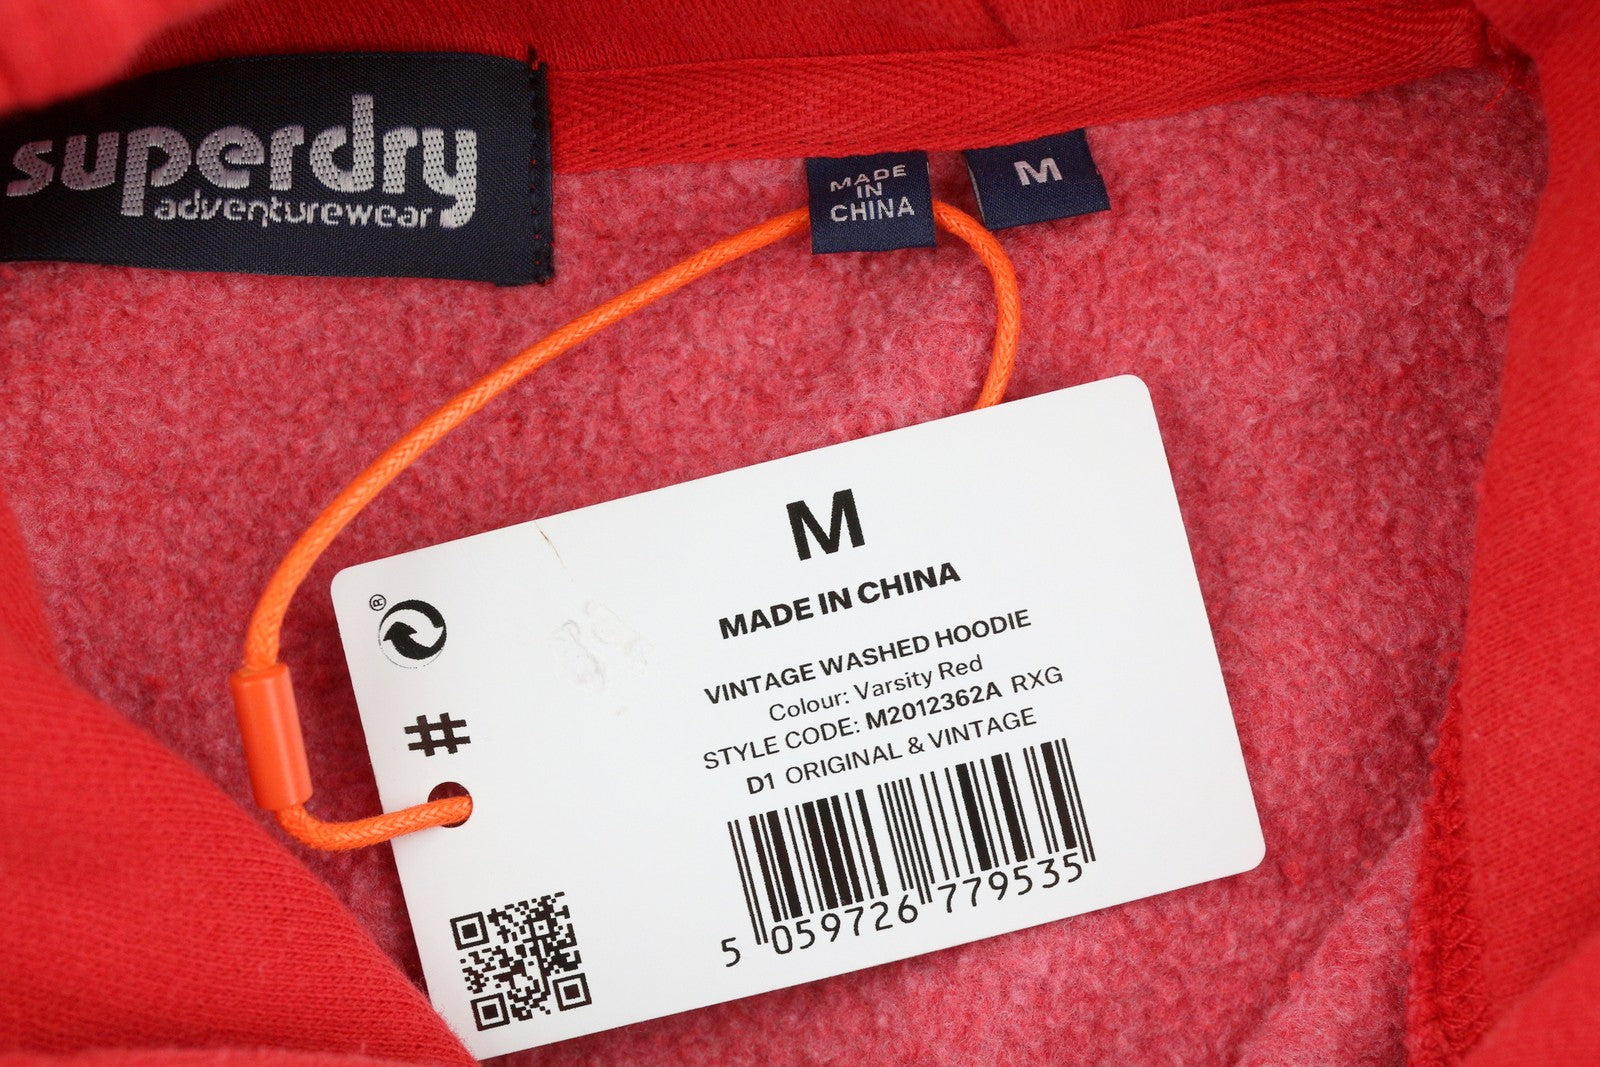 superdry
adventurewear
MADE
IN
CHINA
M
M
MADE IN CHINA
®
VINTAGE WASHED HOODIE
Colour: Varsity Red
STYLE CODE: M2012362A RXG
D1 ORIGINAL & VINTAGE
#
5 059726 779535